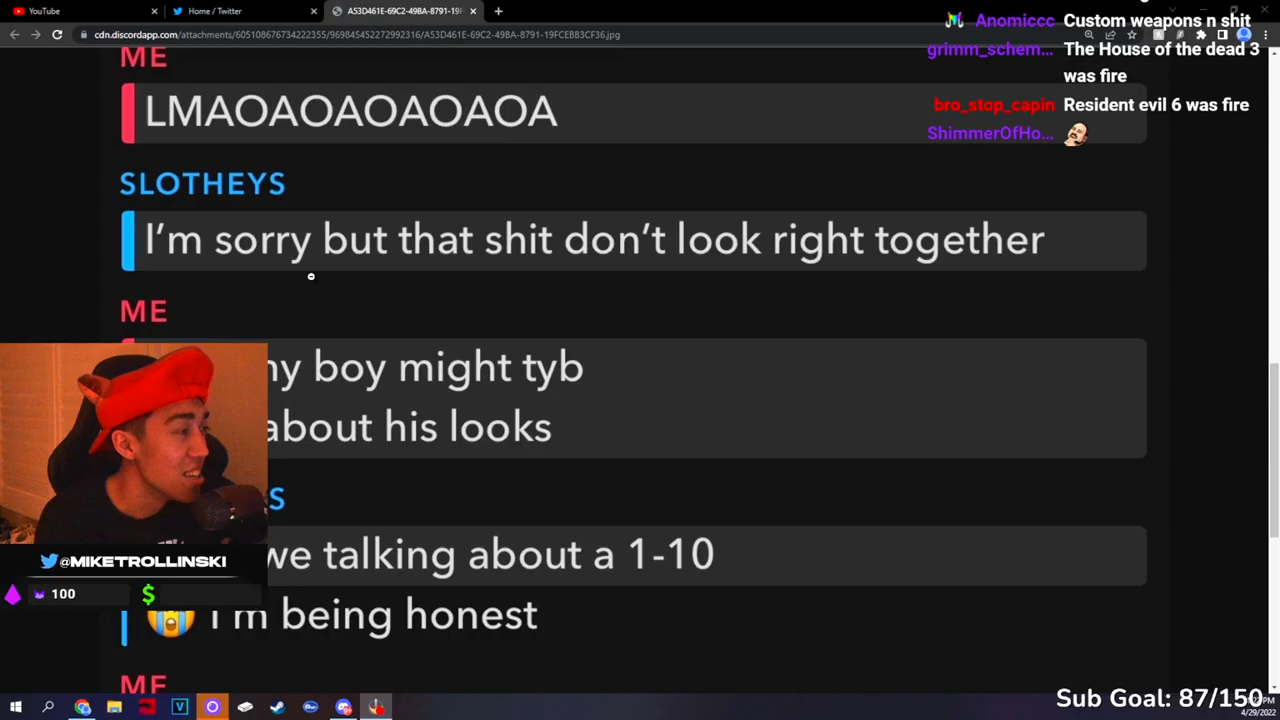 YouTube
Home / Twitter
A53D461E-69C2-49BA-8791-19F
cdn.discordapp.com/attachments/603108676734222355/969845452272992316/A53D461E-69C2-49BA-8791-19FCEB83CF36.jpg
Anomiccc Custom weapons n shit
grimm_schem... The House of the dead 3
was fire
bro_stop_capin Resident evil 6 was fire
ShimmerOfHo...
ME
LMAOAOAOAOAOA
SLOTHEYS
I'm sorry but that shit don't look right together
ME
my boy might tyb
about his looks
S
we talking about a 1-10
😭 I'm being honest
ME
@MIKETROLLINSKI
100 $
Sub Goal: 87/150
4/29/2022